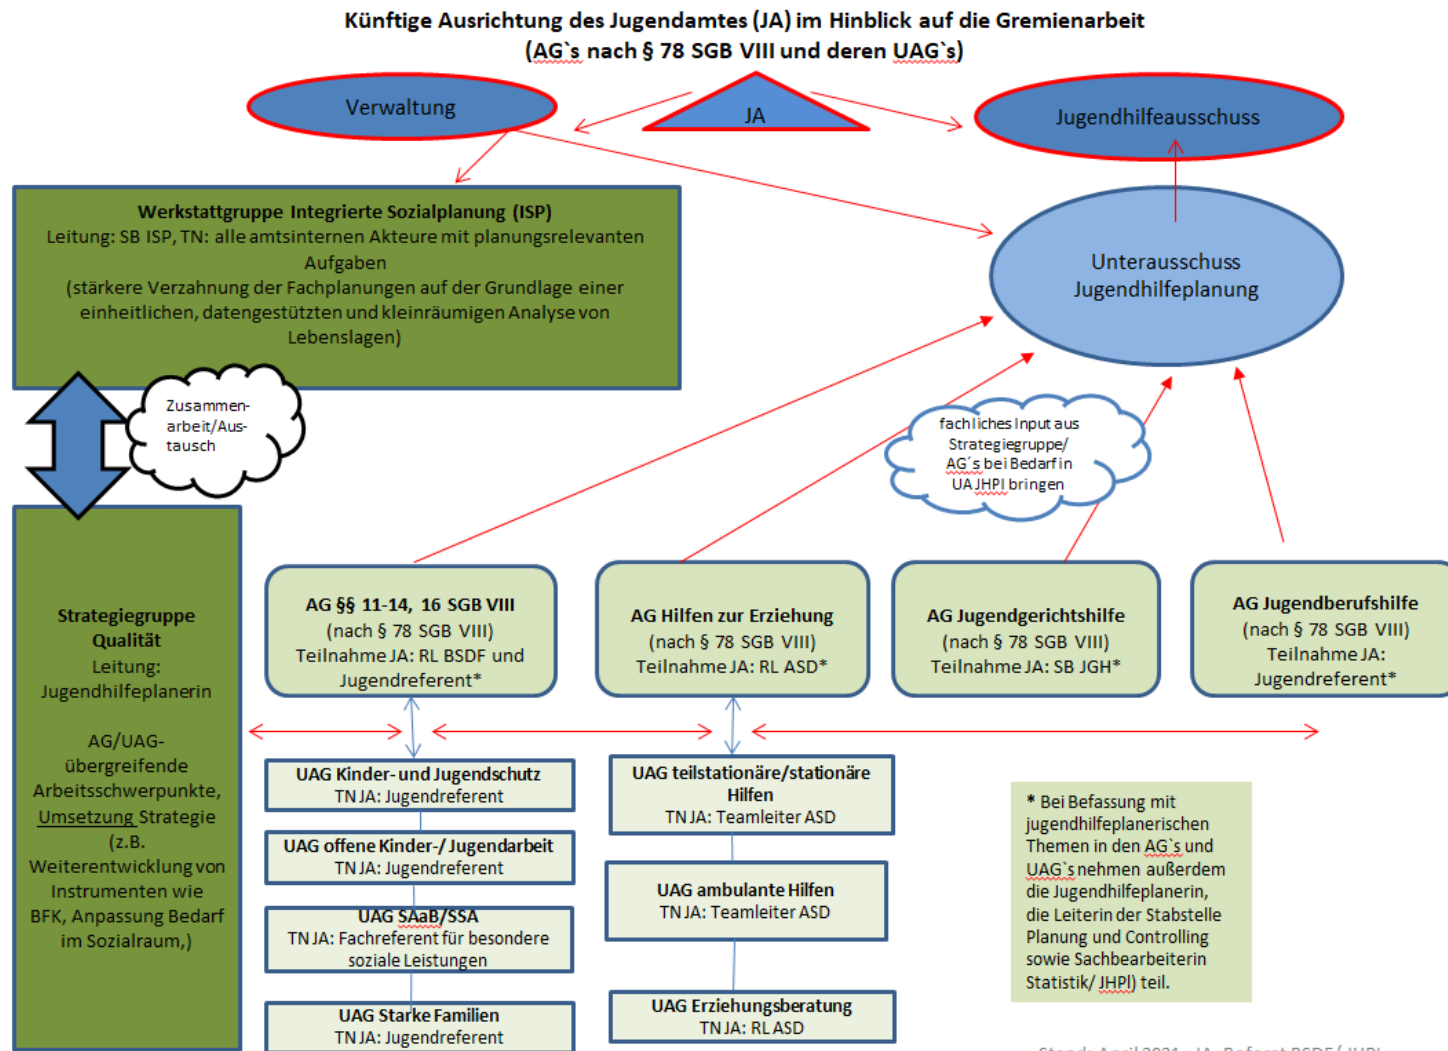 Künftige Ausrichtung des Jugendamtes (JA) im Hinblick auf die Gremienarbeit
(AG`s nach § 78 SGB VIII und deren UAG`s)
Verwaltung
JA
Jugendhilfeausschuss
Werkstattgruppe Integrierte Sozialplanung (ISP)
Leitung: SB ISP, TN: alle amtsinternen Akteure mit planungsrelevanten
Aufgaben
(stärkere Verzahnung der Fachplanungen auf der Grundlage einer
einheitlichen, datengestützten und kleinräumigen Analyse von
Lebenslagen)
Unterausschuss
Jugendhilfeplanung
Zusammen-
arbeit/Aus-
tausch
fachliches Input aus
Strategiegruppe/
AG´s bei Bedarf in
UA JHPl bringen
Strategiegruppe
Qualität
Leitung:
Jugendhilfeplanerin
AG/UAG-
übergreifende
Arbeitsschwerpunkte,
Umsetzung Strategie
(z.B.
Weiterentwicklung von
Instrumenten wie
BFK, Anpassung Bedarf
im Sozialraum,)
AG §§ 11-14, 16 SGB VIII
(nach § 78 SGB VIII)
Teilnahme JA: RL BSDF und
Jugendreferent*
AG Hilfen zur Erziehung
(nach § 78 SGB VIII)
Teilnahme JA: RL ASD*
AG Jugendgerichtshilfe
(nach § 78 SGB VIII)
Teilnahme JA: SB JGH*
AG Jugendberufshilfe
(nach § 78 SGB VIII)
Teilnahme JA:
Jugendreferent*
UAG Kinder- und Jugendschutz
TN JA: Jugendreferent
UAG offene Kinder-/ Jugendarbeit
TN JA: Jugendreferent
UAG SAaB/SSA
TN JA: Fachreferent für besondere
soziale Leistungen
UAG Starke Familien
TN JA: Jugendreferent
UAG teilstationäre/stationäre
Hilfen
TN JA: Teamleiter ASD
UAG ambulante Hilfen
TN JA: Teamleiter ASD
UAG Erziehungsberatung
TN JA: RL ASD
* Bei Befassung mit
jugendhilfeplanerischen
Themen in den AG`s und
UAG`s nehmen außerdem
die Jugendhilfeplanerin,
die Leiterin der Stabstelle
Planung und Controlling
sowie Sachbearbeiterin
Statistik/ JHPl) teil.
Stand: April 2021, JA, Referat BSDF/ JHPl